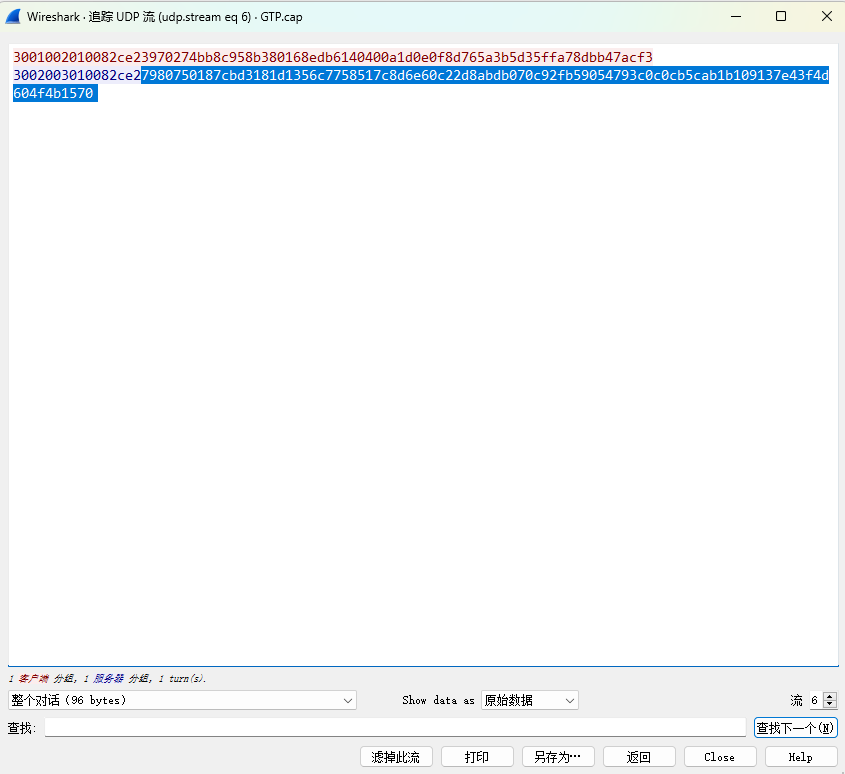 Wireshark · 追踪 UDP 流 (udp.stream eq 6) · GTP.cap
3001002010082ce23970274bb8c958b380168edb6140400a1d0e0f8d765a3b5d35ffa78dbb47acf3
3002003010082ce27980750187cbd3181d1356c7758517c8d6e60c22d8abdb070c92fb59054793c0c0cb5cab1b109137e43f4d
604f4b1570
1 客户端 分组, 1 服务器 分组, 1 turn(s).
整个对话 (96 bytes) Show data as 原始数据 流 6
查找: 查找下一个(N)
滤掉此流 打印 另存为… 返回 Close Help